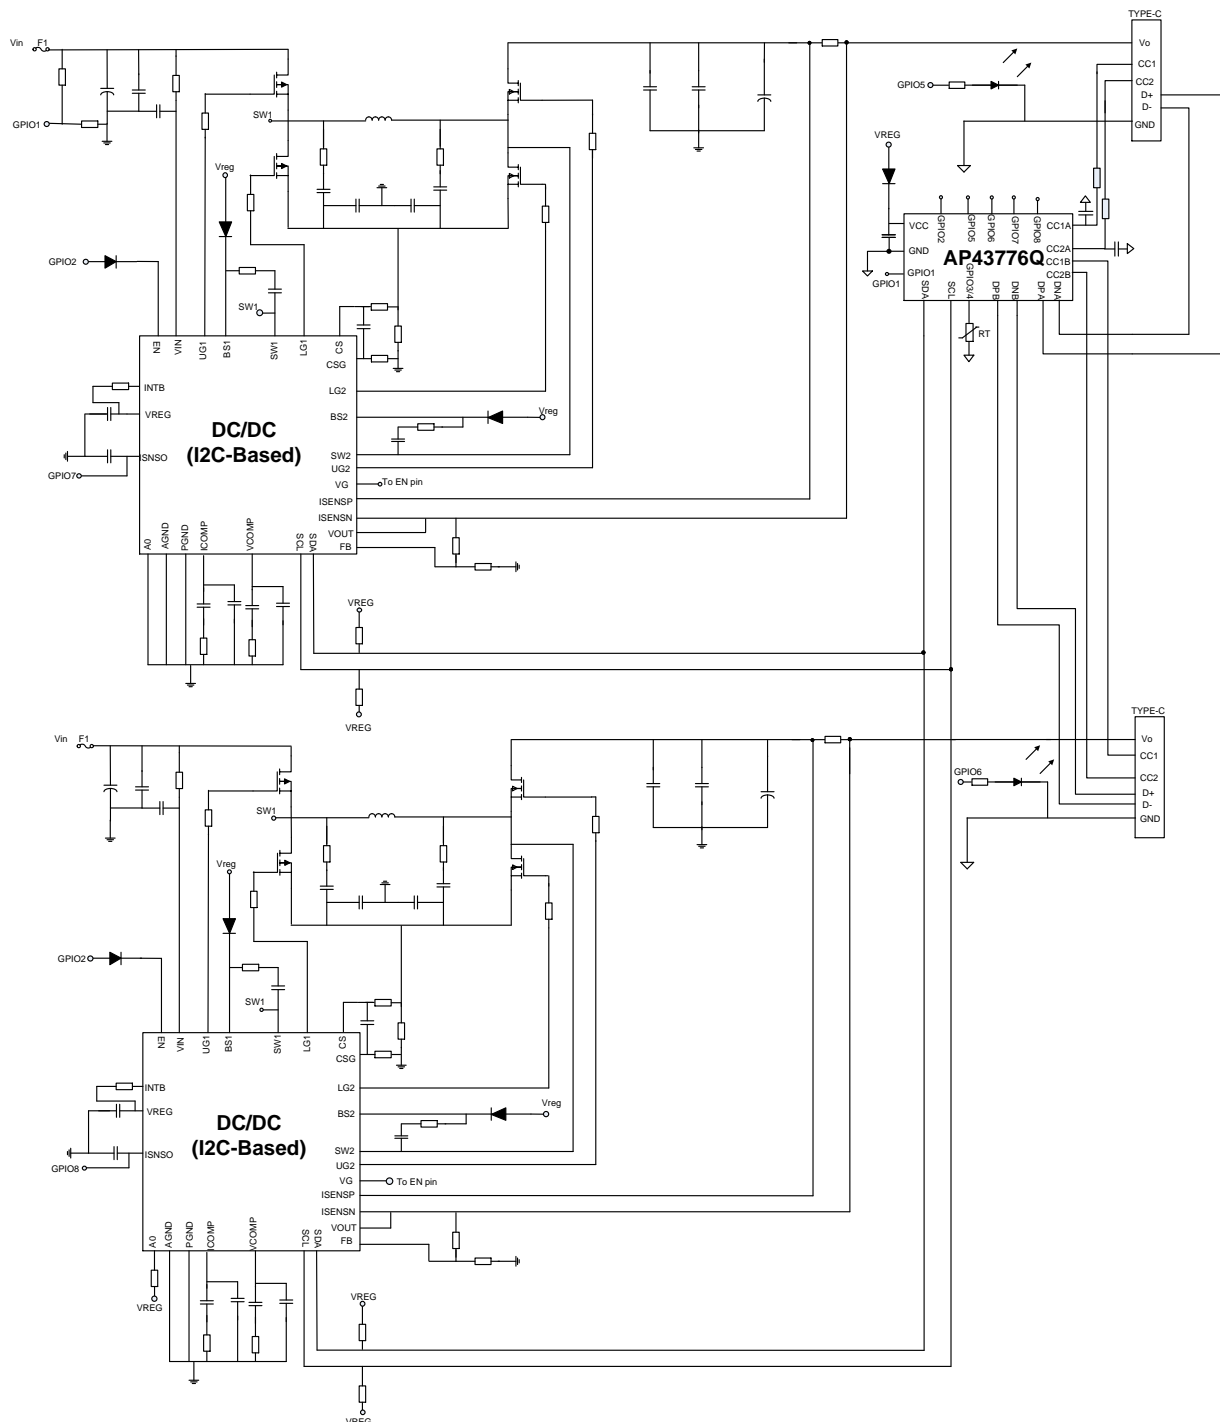 TYPE-C
Vin
F1
Vo
CC1
CC2
D+
D-
GND
GPIO5
GPIO1
SW1
VREG
Vreg
GPIO2
GPIO5
GPIO6
GPIO7
GPIO8
VCC
CC1A
GND
CC2A
AP43776Q
CC1B
CC2B
GPIO1
GPIO1
SDA
SCL
GPIO3/4
DPB
DNB
DPA
DNA
GPIO2
SW1
RT
EN
VIN
UG1
BS1
SW1
LG1
CS
CSG
INTB
LG2
VREG
BS2
Vreg
DC/DC
(I2C-Based)
SW2
ISNSO
UG2
GPIO7
VG
To EN pin
ISENSP
ISENSN
VOUT
FB
A0
AGND
PGND
ICOMP
VCOMP
SCL
SDA
VREG
VREG
TYPE-C
Vin
F1
Vo
CC1
CC2
D+
D-
GND
GPIO6
SW1
Vreg
GPIO2
SW1
EN
VIN
UG1
BS1
SW1
LG1
CS
CSG
INTB
LG2
VREG
BS2
Vreg
DC/DC
(I2C-Based)
SW2
ISNSO
UG2
GPIO8
VG
To EN pin
ISENSP
ISENSN
VOUT
FB
A0
AGND
PGND
ICOMP
VCOMP
SCL
SDA
VREG
VREG
VREG